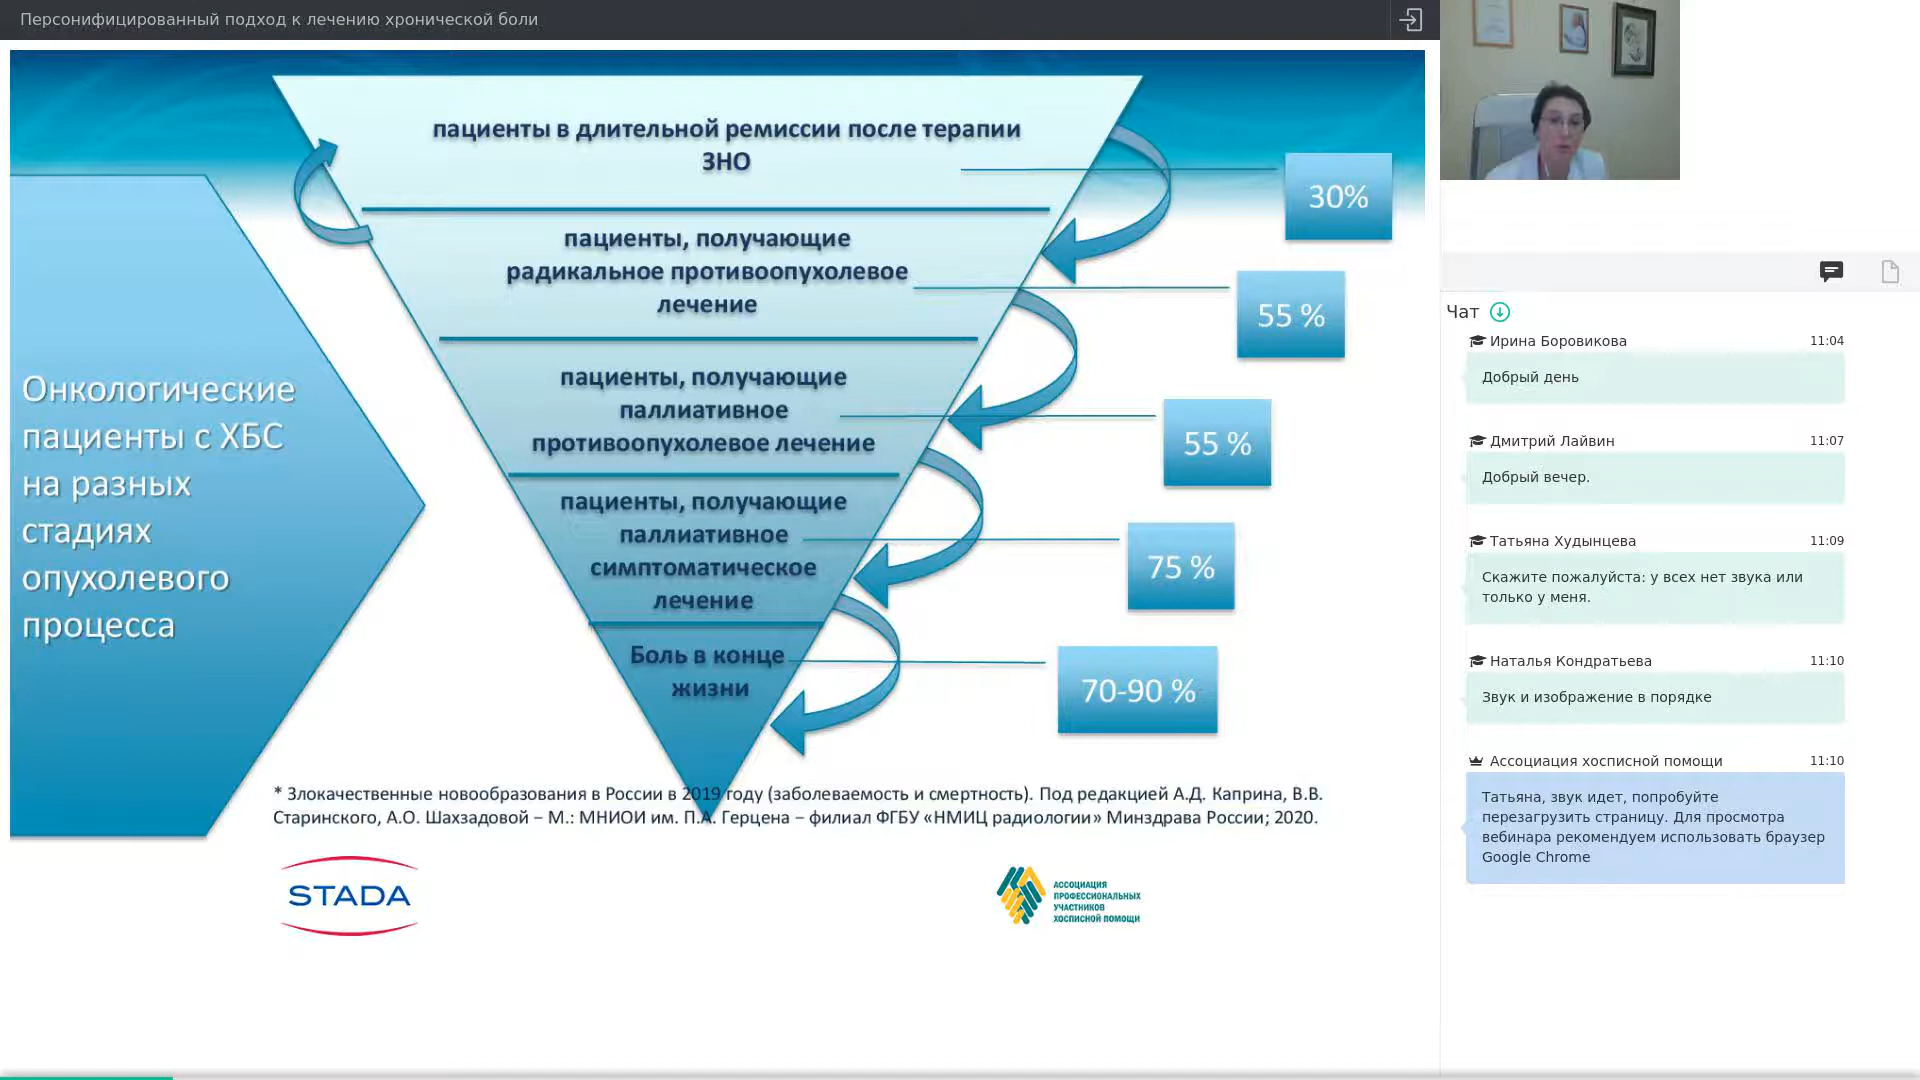 Персонифицированный подход к лечению хронической боли
Онкологические
пациенты с ХБС
на разных
стадиях
опухолевого
процесса
пациенты в длительной ремиссии после терапии
ЗНО
30%
пациенты, получающие
радикальное противоопухолевое
лечение
55 %
пациенты, получающие
паллиативное
противоопухолевое лечение
55 %
пациенты, получающие
паллиативное
симптоматическое
лечение
75 %
Боль в конце
жизни
70-90 %
* Злокачественные новообразования в России в 2019 году (заболеваемость и смертность). Под редакцией А.Д. Каприна, В.В.
Старинского, А.О. Шахзадовой – М.: МНИОИ им. П.А. Герцена – филиал ФГБУ «НМИЦ радиологии» Минздрава России; 2020.
STADA
АССОЦИАЦИЯ
ПРОФЕССИОНАЛЬНЫХ
УЧАСТНИКОВ
ХОСПИСНОЙ ПОМОЩИ
Чат
Ирина Боровикова 11:04
Добрый день
Дмитрий Лайвин 11:07
Добрый вечер.
Татьяна Худынцева 11:09
Скажите пожалуйста: у всех нет звука или
только у меня.
Наталья Кондратьева 11:10
Звук и изображение в порядке
Ассоциация хосписной помощи 11:10
Татьяна, звук идет, попробуйте
перезагрузить страницу. Для просмотра
вебинара рекомендуем использовать браузер
Google Chrome